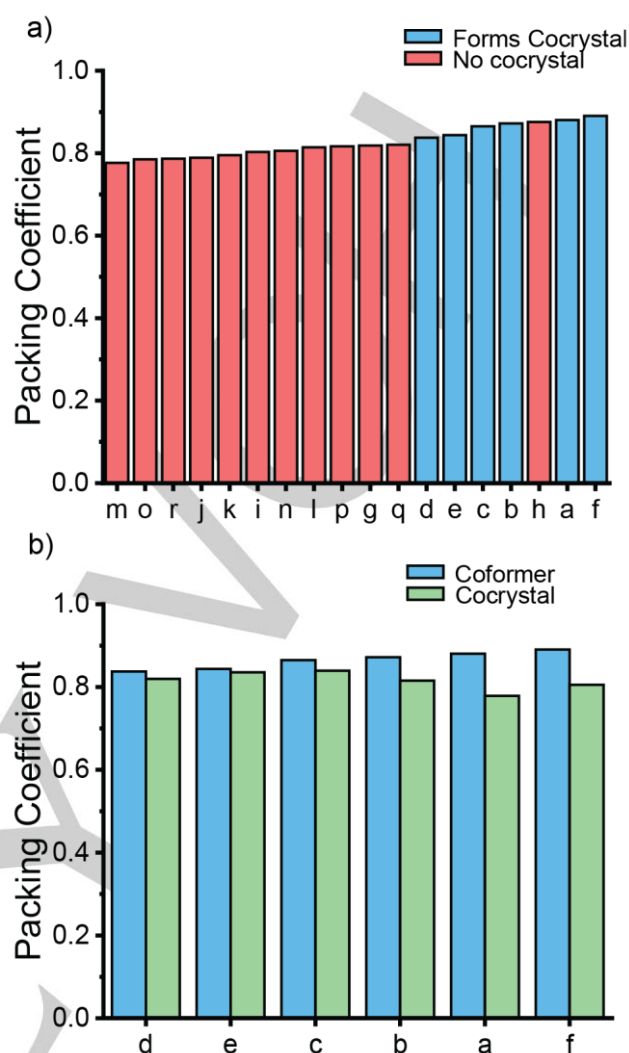 a)
Forms Cocrystal
No cocrystal
Packing Coefficient
1.0
0.8
0.6
0.4
0.2
0.0
m o r j k i n l p g q d e c b h a f
b)
Coformer
Cocrystal
Packing Coefficient
1.0
0.8
0.6
0.4
0.2
0.0
d e c b a f